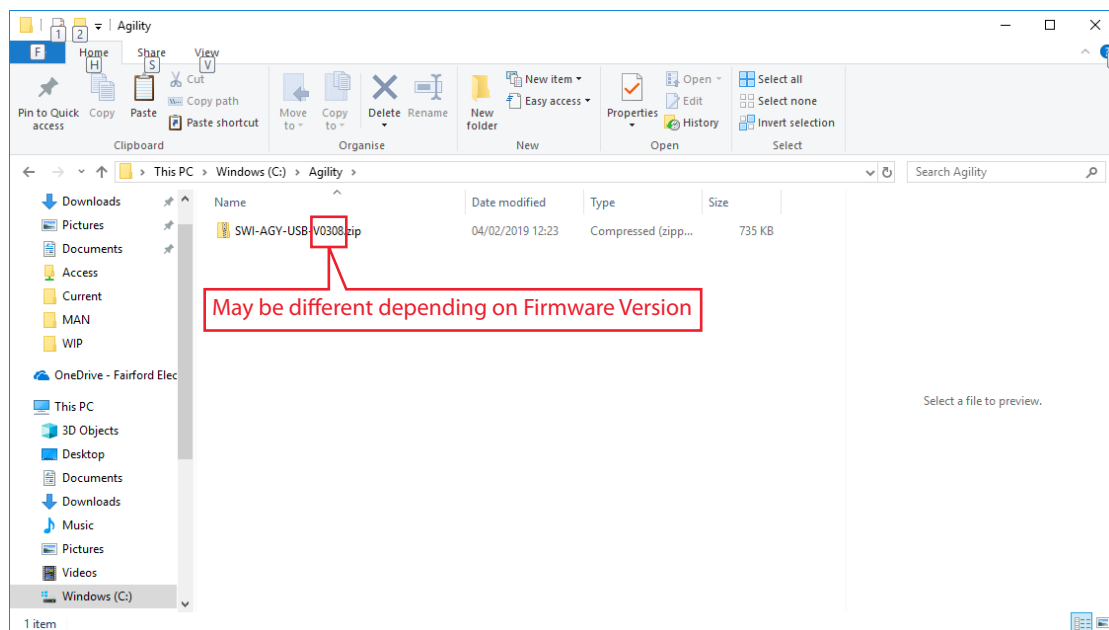 1 2 Agility
F Home Share View
H S V
Pin to Quick access
Copy
Paste
Cut
Copy path
Paste shortcut
Clipboard
Move to
Copy to
Delete
Rename
Organise
New folder
New item
Easy access
New
Properties
Open
Edit
History
Open
Select all
Select none
Invert selection
Select
This PC > Windows (C:) > Agility >
Search Agility
Name Date modified Type Size
SWI-AGY-USB-V0308.zip 04/02/2019 12:23 Compressed (zipp... 735 KB
May be different depending on Firmware Version
Downloads
Pictures
Documents
Access
Current
MAN
WIP
OneDrive - Fairford Elec
This PC
3D Objects
Desktop
Documents
Downloads
Music
Pictures
Videos
Windows (C:)
Select a file to preview.
1 item